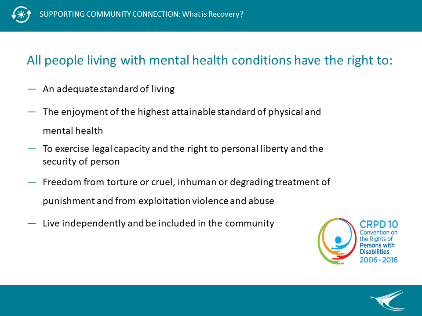 SUPPORTING COMMUNITY CONNECTION: What is Recovery?
All people living with mental health conditions have the right to:
— An adequate standard of living
— The enjoyment of the highest attainable standard of physical and
mental health
— To exercise legal capacity and the right to personal liberty and the
security of person
— Freedom from torture or cruel, inhuman or degrading treatment of
punishment and from exploitation violence and abuse
— Live independently and be included in the community
CRPD 10
Convention on
the Rights of
Persons with
Disabilities
2006-2016